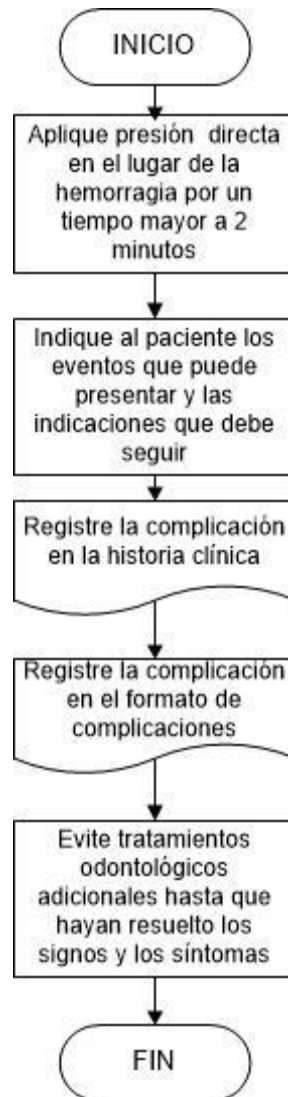 INICIO
Aplique presión directa
en el lugar de la
hemorragia por un
tiempo mayor a 2
minutos
Indique al paciente los
eventos que puede
presentar y las
indicaciones que debe
seguir
Registre la complicación
en la historia clínica
Registre la complicación
en el formato de
complicaciones
Evite tratamientos
odontológicos
adicionales hasta que
hayan resuelto los
signos y los síntomas
FIN